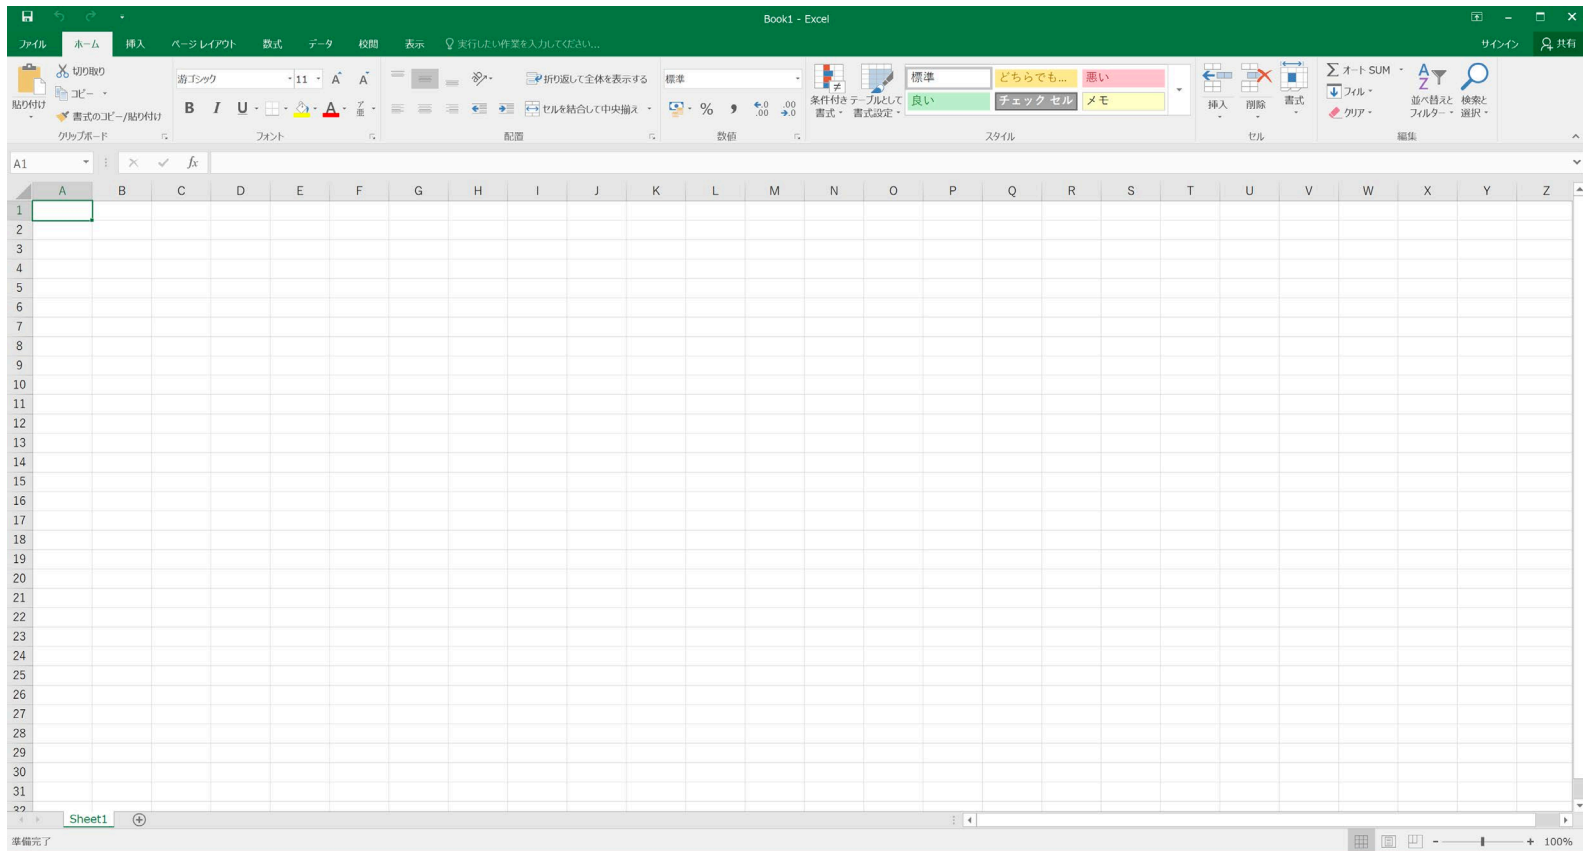 Book1 - Excel
ファイル ホーム 挿入 ページ レイアウト 数式 データ 校閲 表示 実行したい作業を入力してください... サインイン 共有
貼り付け
切り取り
コピー
書式のコピー/貼り付け
クリップボード
游ゴシック 11
B I U A
フォント
折り返して全体を表示する
セルを結合して中央揃え
配置
標準
%
数値
条件付き書式
テーブルとして書式設定
標準 どちらでも... 悪い
良い チェック セル メモ
スタイル
挿入 削除 書式
セル
Σ オート SUM
フィル
クリア
並べ替えとフィルター
検索と選択
編集
A1 fx
A B C D E F G H I J K L M N O P Q R S T U V W X Y Z
1
2
3
4
5
6
7
8
9
10
11
12
13
14
15
16
17
18
19
20
21
22
23
24
25
26
27
28
29
30
31
32
Sheet1
準備完了 100%